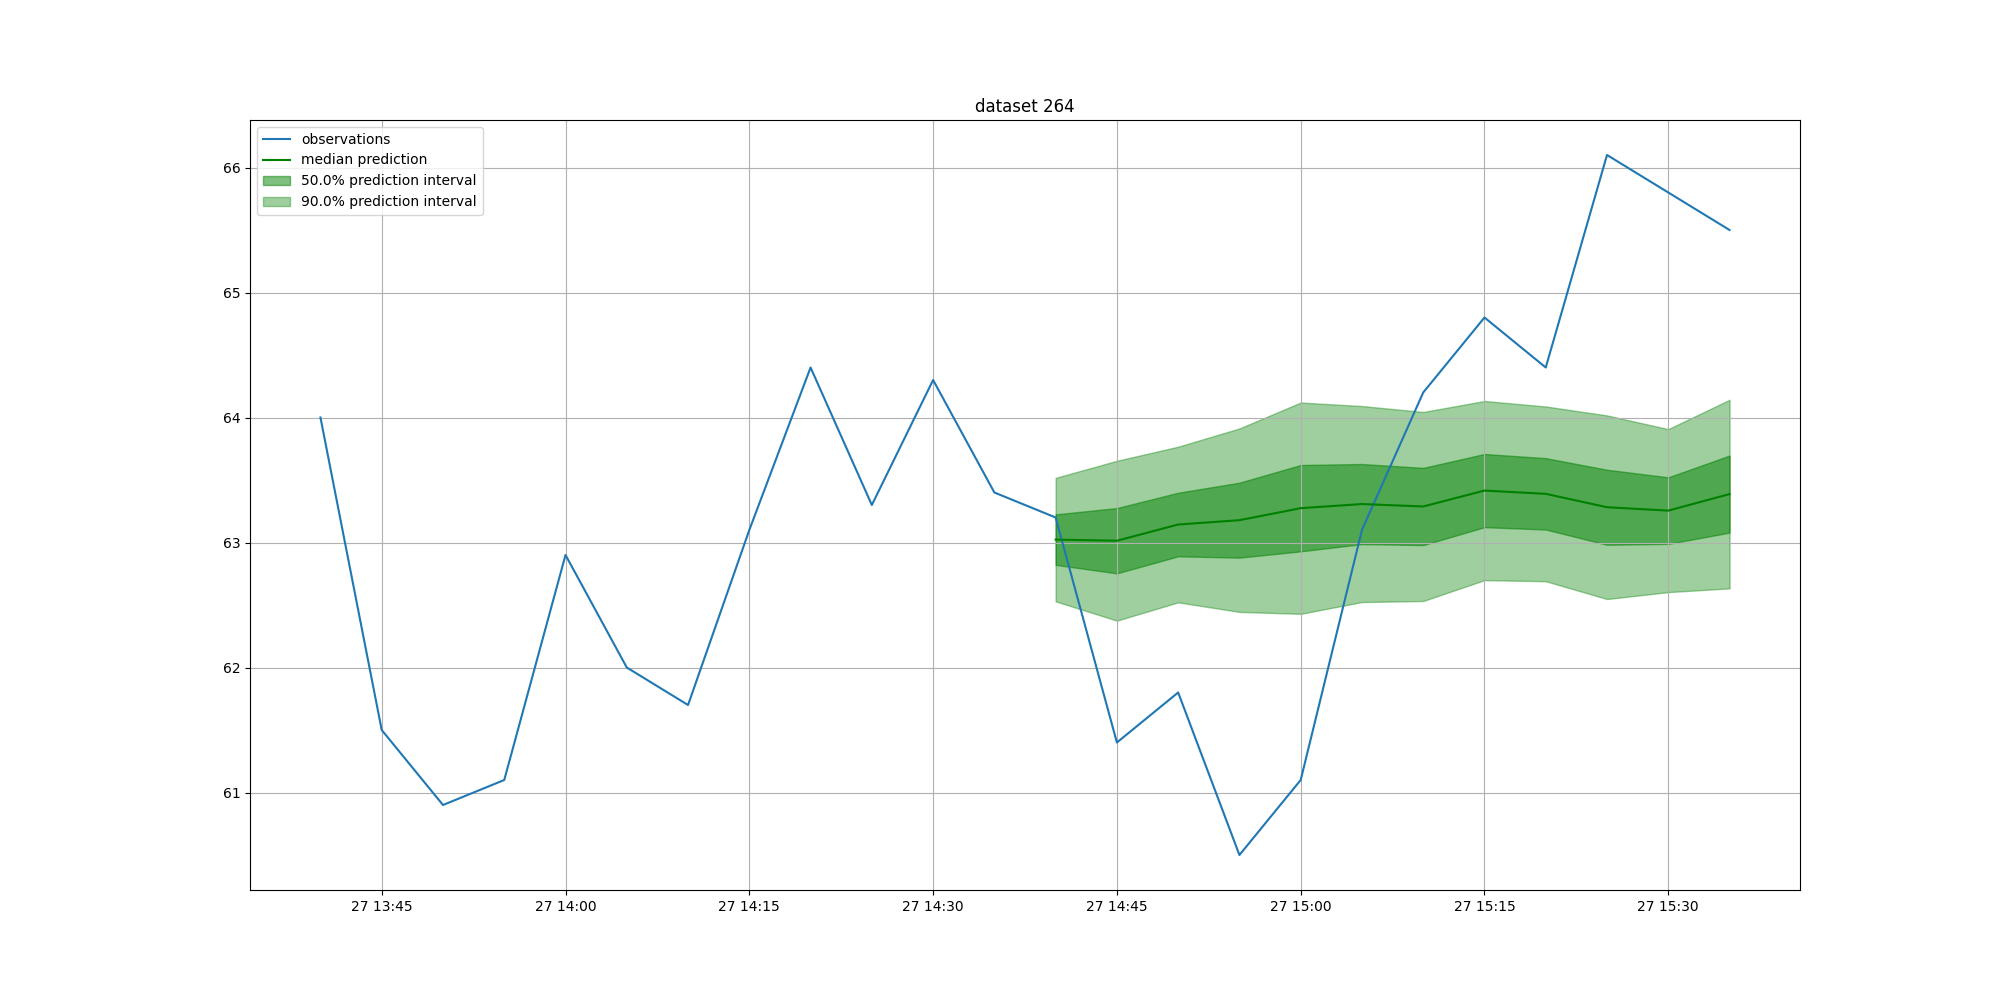 dataset 264
observations
median prediction
50.0% prediction interval
90.0% prediction interval
66
65
64
63
62
61
27 13:45
27 14:00
27 14:15
27 14:30
27 14:45
27 15:00
27 15:15
27 15:30